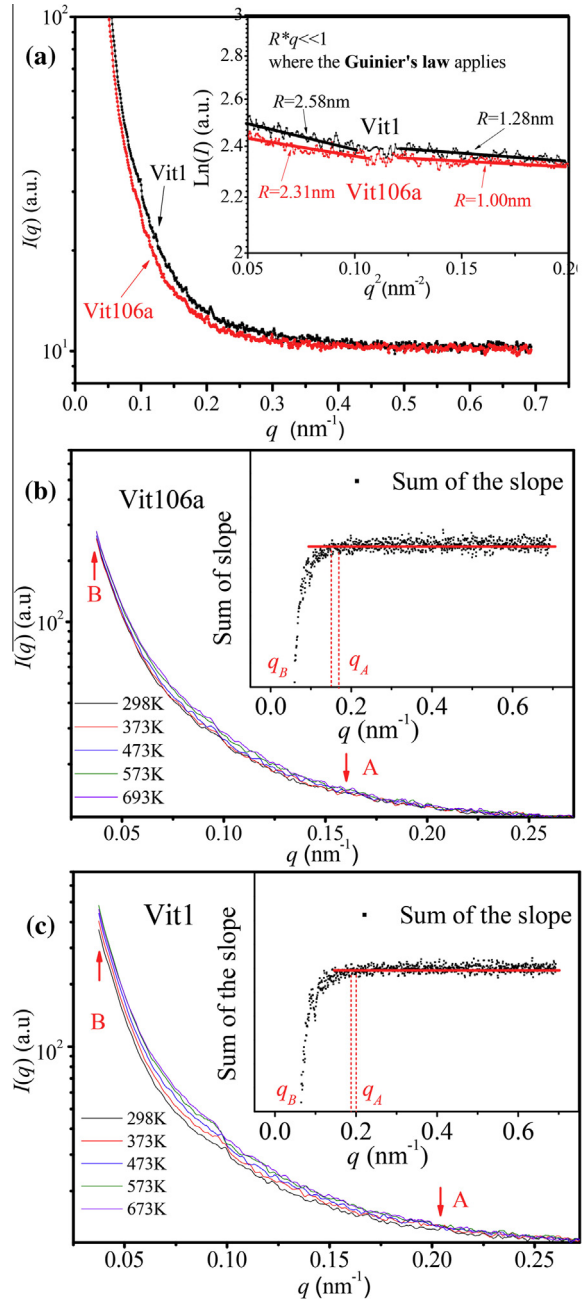 (a)
10²
10¹
I(q) (a.u.)
Vit1
Vit106a
0.0 0.1 0.2 0.3 0.4 0.5 0.6 0.7
q (nm⁻¹)
3
2.8
2.6
2.4
2.2
2
Ln(I) (a.u.)
R*q<<1
where the Guinier's law applies
R=2.58nm
Vit1
R=1.28nm
R=2.31nm
Vit106a
R=1.00nm
0.05 0.10 0.15 0.20
q²(nm⁻²)
(b)
Vit106a
10²
I(q) (a.u)
B
A
298K
373K
473K
573K
693K
0.05 0.10 0.15 0.20 0.25
q (nm⁻¹)
Sum of slope
Sum of the slope
q_B
q_A
0.0 0.2 0.4 0.6
q (nm⁻¹)
(c)
Vit1
10²
I(q) (a.u)
B
A
298K
373K
473K
573K
673K
0.05 0.10 0.15 0.20 0.25
q (nm⁻¹)
Sum of the slope
Sum of the slope
q_B
q_A
0.0 0.2 0.4 0.6
q (nm⁻¹)